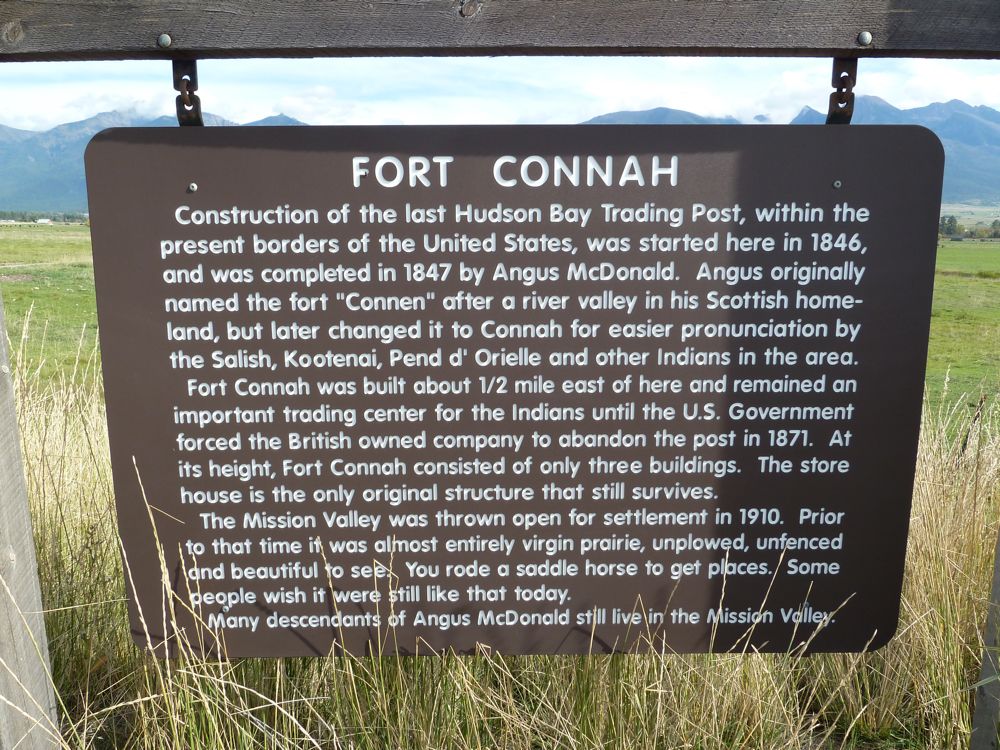 FORT CONNAH
Construction of the last Hudson Bay Trading Post, within the
present borders of the United States, was started here in 1846,
and was completed in 1847 by Angus McDonald. Angus originally
named the fort "Connen" after a river valley in his Scottish home-
land, but later changed it to Connah for easier pronunciation by
the Salish, Kootenai, Pend d' Orielle and other Indians in the area.
Fort Connah was built about 1/2 mile east of here and remained an
important trading center for the Indians until the U.S. Government
forced the British owned company to abandon the post in 1871. At
its height, Fort Connah consisted of only three buildings. The store
house is the only original structure that still survives.
The Mission Valley was thrown open for settlement in 1910. Prior
to that time it was almost entirely virgin prairie, unplowed, unfenced
and beautiful to see. You rode a saddle horse to get places. Some
people wish it were still like that today.
Many descendants of Angus McDonald still live in the Mission Valley.